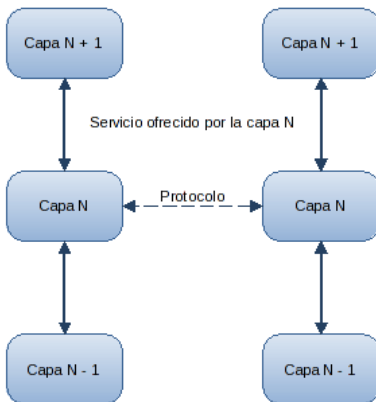 Capa N + 1
Capa N + 1
Servicio ofrecido por la capa N
Capa N
Protocolo
Capa N
Capa N - 1
Capa N - 1